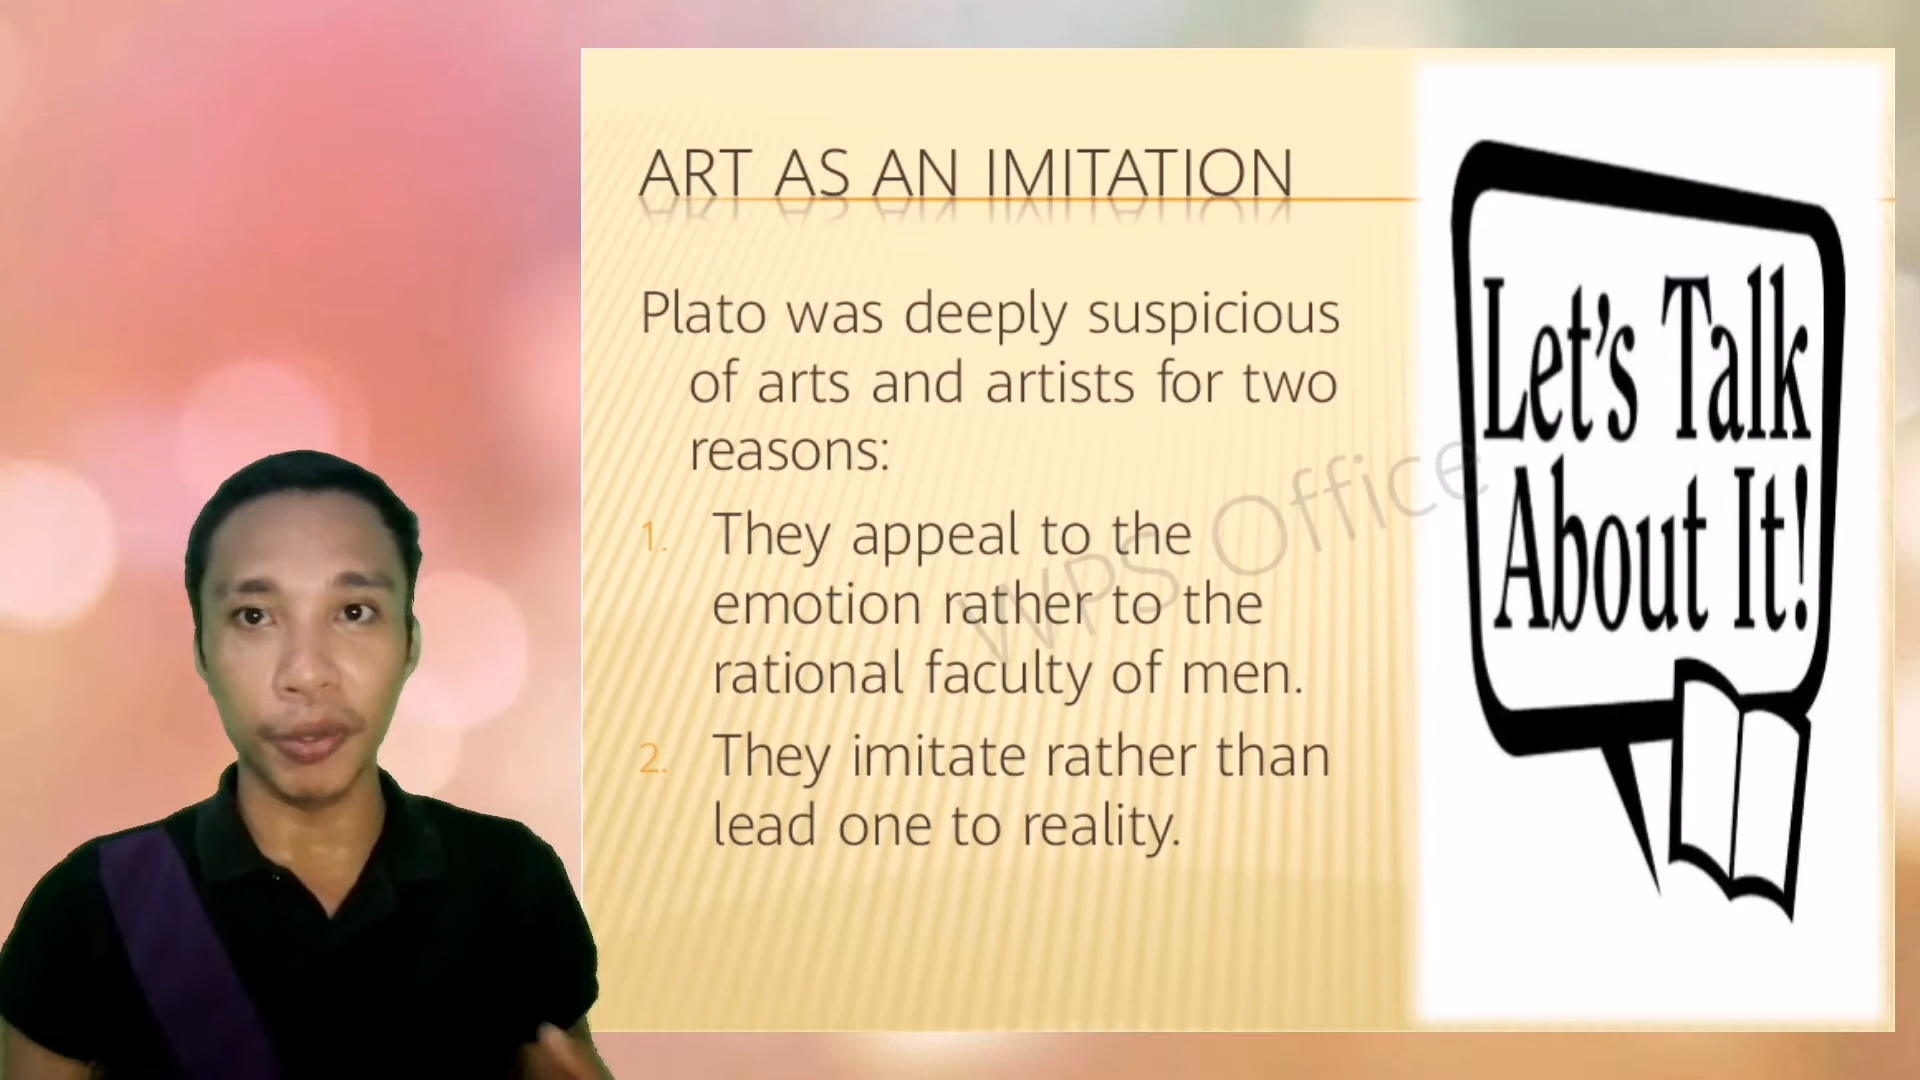 ART AS AN IMITATION
Plato was deeply suspicious
of arts and artists for two
reasons:
1. They appeal to the
emotion rather to the
rational faculty of men.
2. They imitate rather than
lead one to reality.
WPS Office
Let's Talk
About It!